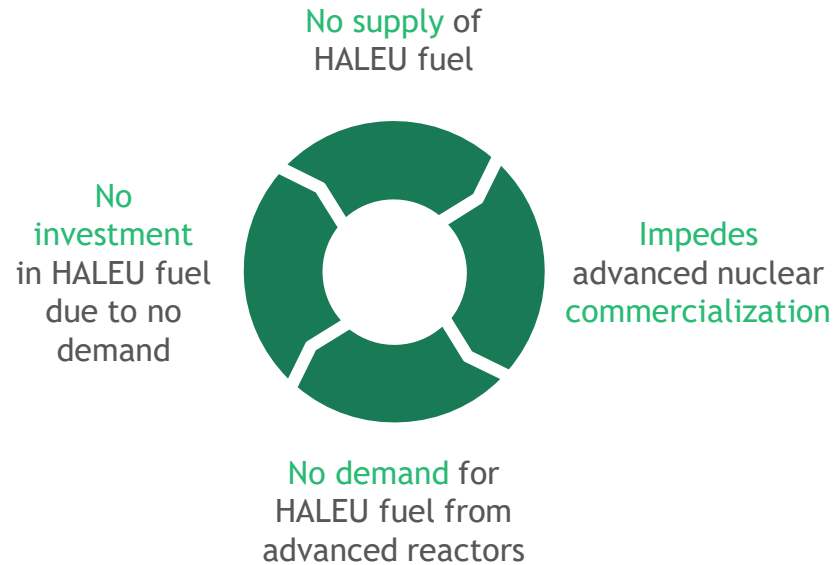 No supply of
HALEU fuel
Impedes
advanced nuclear
commercialization
No demand for
HALEU fuel from
advanced reactors
No
investment
in HALEU fuel
due to no
demand